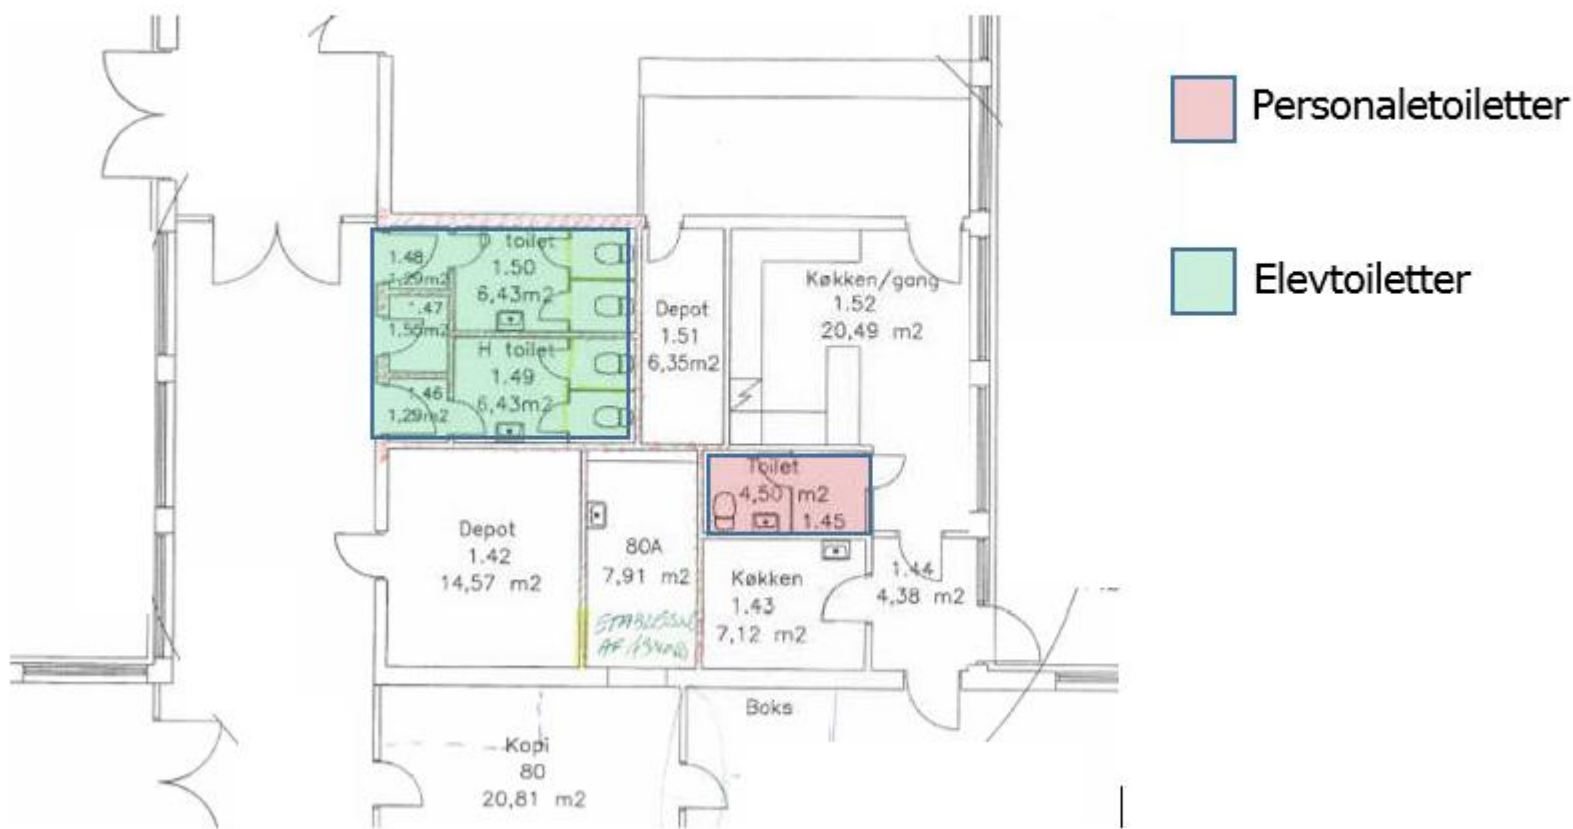 Personaletoiletter
Elevtoiletter
toilet
1.50
6,43m2
1.48
1,29m2
1.47
1,55m2
H toilet
1.49
6,43m2
1.46
1,29m2
Depot
1.51
6,35m2
Køkken/gang
1.52
20,49 m2
Toilet
4,50 m2
1.45
Depot
1.42
14,57 m2
80A
7,91 m2
Køkken
1.43
7,12 m2
1.44
4,38 m2
Boks
Kopi
80
20,81 m2